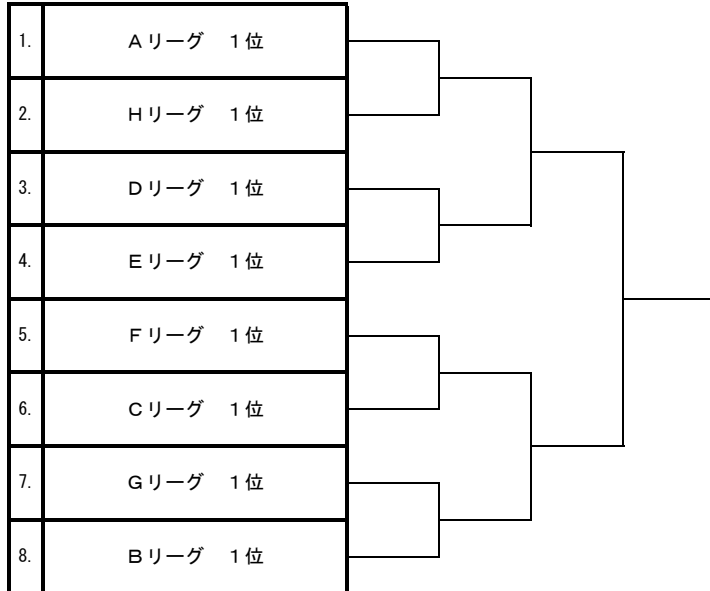 1. Ａリーグ　１位
2. Ｈリーグ　１位
3. Ｄリーグ　１位
4. Ｅリーグ　１位
5. Ｆリーグ　１位
6. Ｃリーグ　１位
7. Ｇリーグ　１位
8. Ｂリーグ　１位